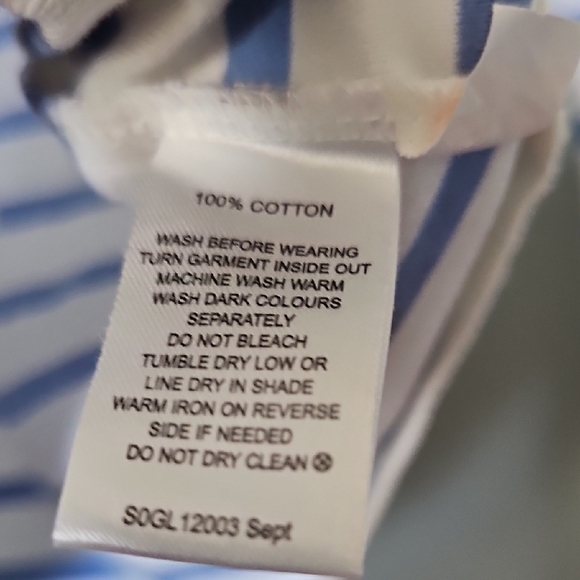 100% COTTON
WASH BEFORE WEARING
TURN GARMENT INSIDE OUT
MACHINE WASH WARM
WASH DARK COLOURS
SEPARATELY
DO NOT BLEACH
TUMBLE DRY LOW OR
LINE DRY IN SHADE
WARM IRON ON REVERSE
SIDE IF NEEDED
DO NOT DRY CLEAN
S0GL12003 Sept